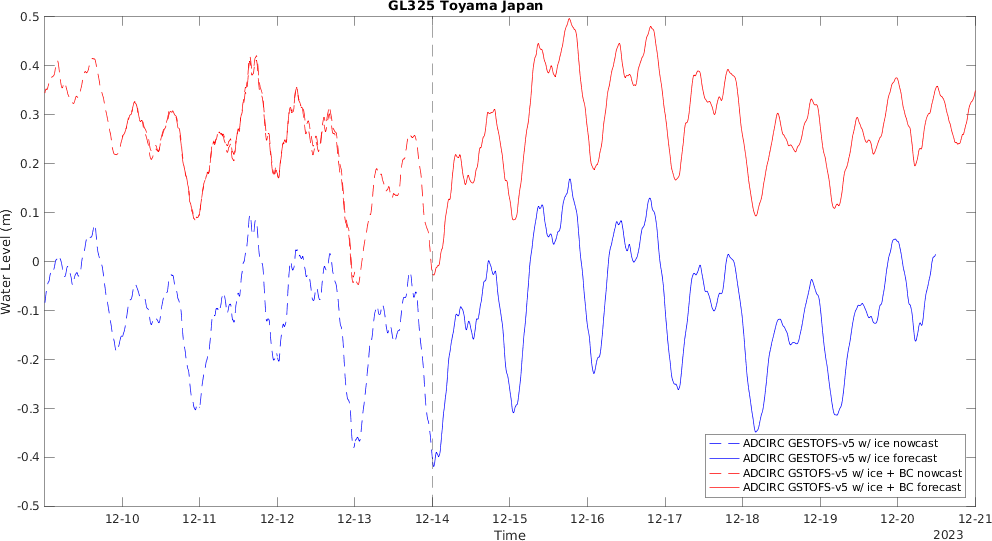 GL325 Toyama Japan
0.5
0.4
0.3
0.2
0.1
0
-0.1
-0.2
-0.3
-0.4
-0.5
Water Level (m)
ADCIRC GESTOFS-v5 w/ ice nowcast
ADCIRC GESTOFS-v5 w/ ice forecast
ADCIRC GSTOFS-v5 w/ ice + BC nowcast
ADCIRC GSTOFS-v5 w/ ice + BC forecast
12-10 12-11 12-12 12-13 12-14 12-15 12-16 12-17 12-18 12-19 12-20 12-21
Time
2023